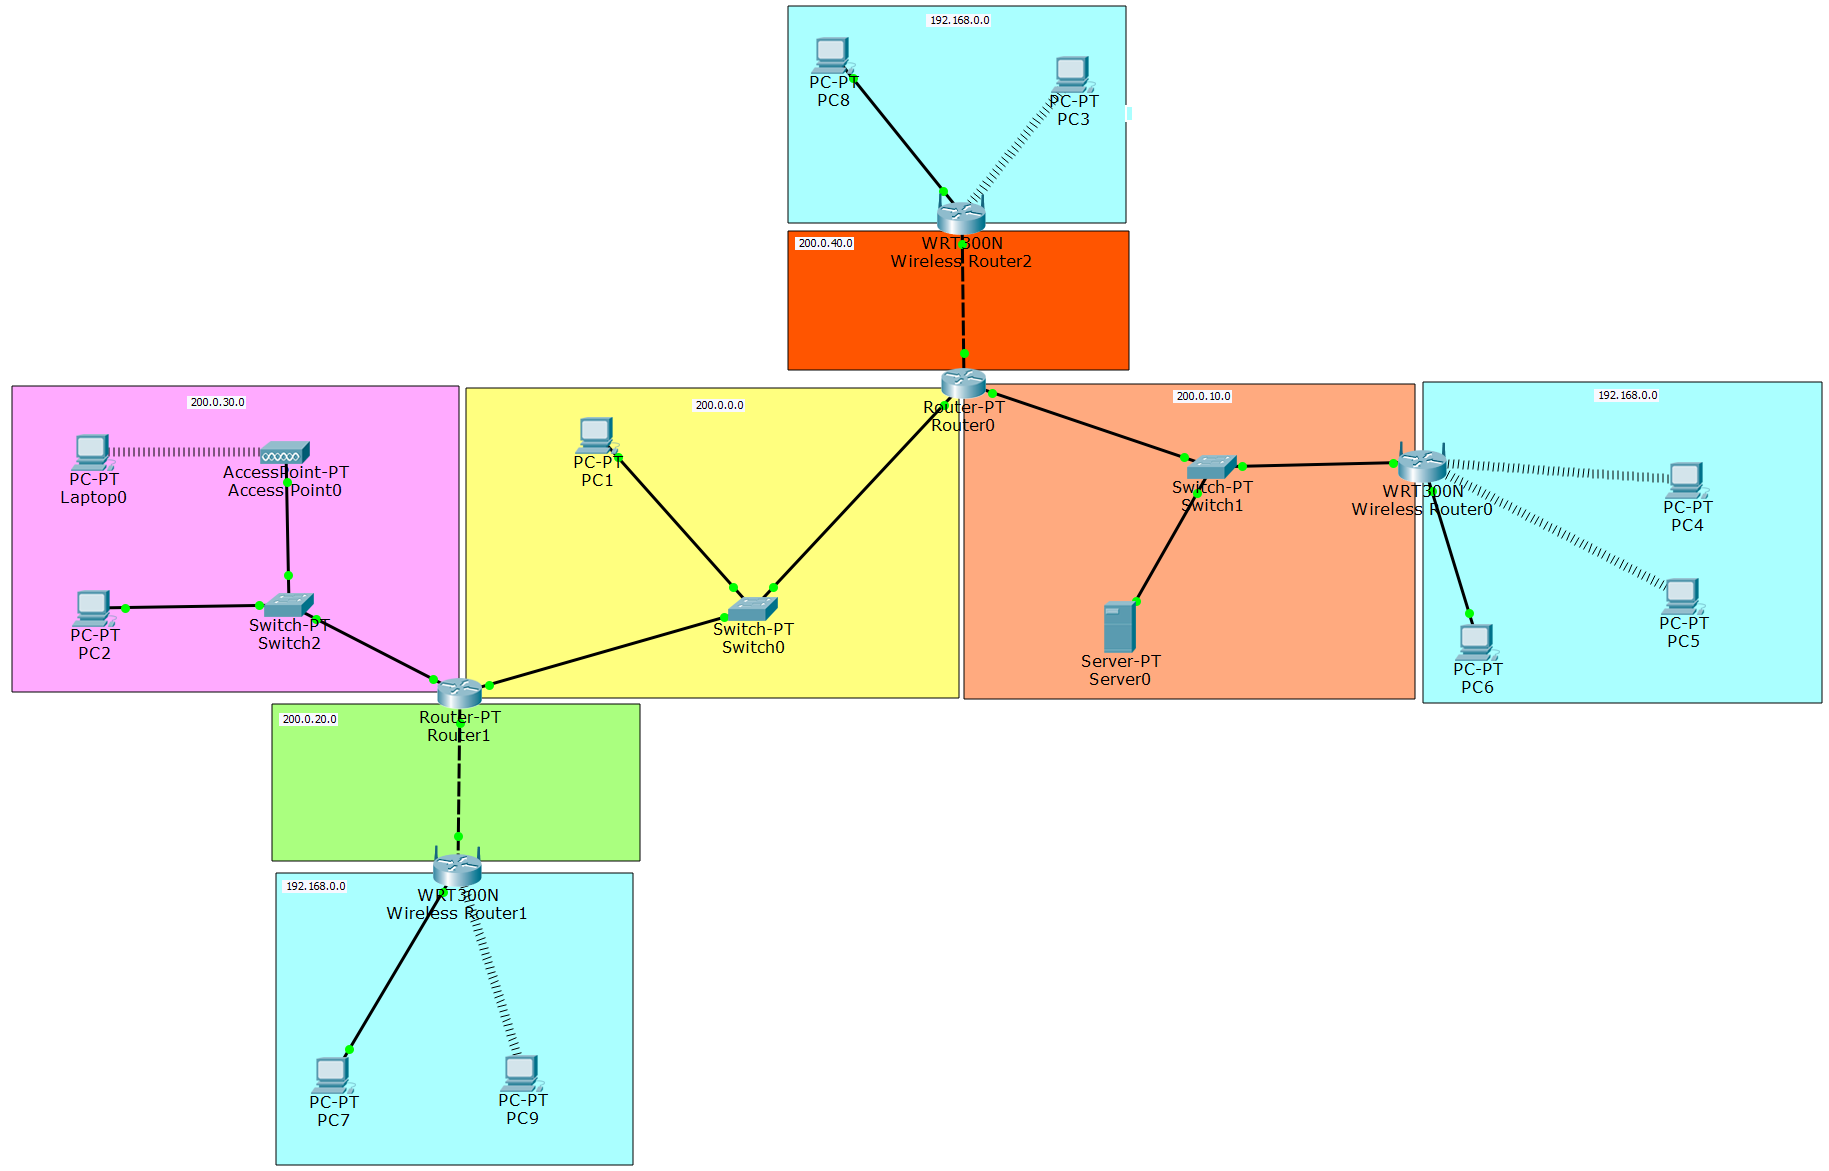 192.168.0.0
PC-PT
PC8
PC-PT
PC3
WRT300N
Wireless Router2
200.0.40.0
Router-PT
Router0
200.0.30.0
PC-PT
Laptop0
AccessPoint-PT
Access Point0
PC-PT
PC2
Switch-PT
Switch2
200.0.0.0
PC-PT
PC1
Switch-PT
Switch0
200.0.10.0
Switch-PT
Switch1
Server-PT
Server0
192.168.0.0
WRT300N
Wireless Router0
PC-PT
PC4
PC-PT
PC5
PC-PT
PC6
Router-PT
Router1
200.0.20.0
WRT300N
Wireless Router1
192.168.0.0
PC-PT
PC7
PC-PT
PC9